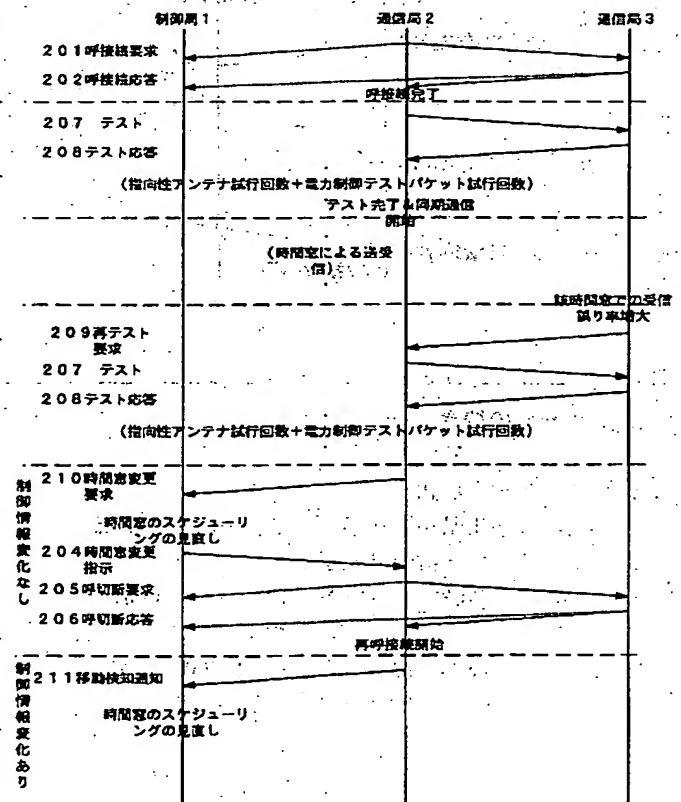 制御局1 通信局2 通信局3
201呼接続要求
202呼接続応答
呼接続完了
207 テスト
208テスト応答
(指向性アンテナ試行回数+電力制御テストパケット試行回数)
テスト完了&同期通信
開始
(時間窓による送受
信)
該時間窓での受信
誤り率増大
209再テスト
要求
207 テスト
208テスト応答
(指向性アンテナ試行回数+電力制御テストパケット試行回数)
制御情報変化なし
210時間窓変更
要求
時間窓のスケジューリ
ングの見直し
204時間窓変更
指示
205呼切断要求
206呼切断応答
再呼接続開始
制御情報変化あり
211移動検知通知
時間窓のスケジューリ
ングの見直し